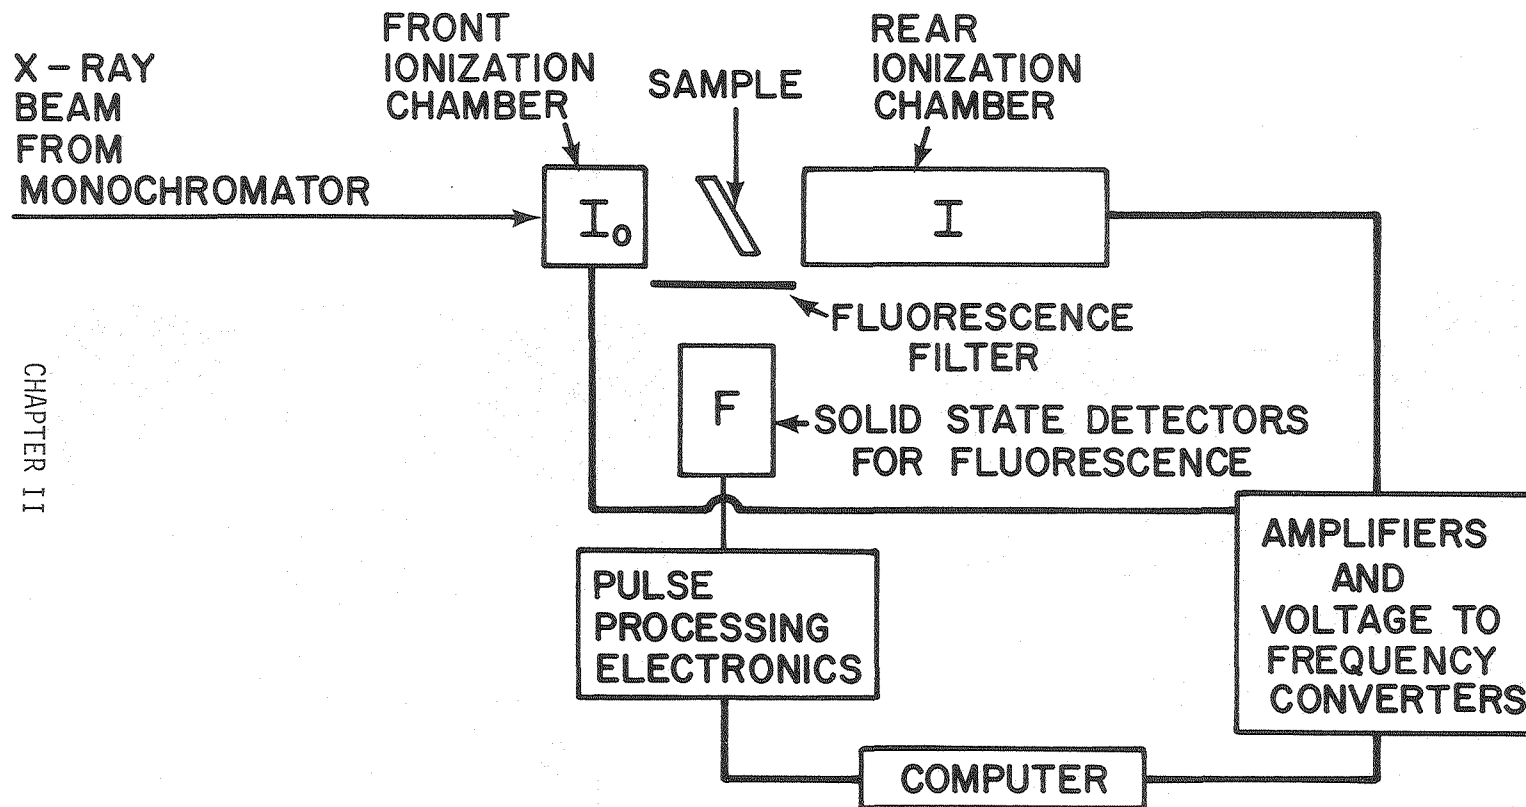 X-RAY
BEAM
FROM
MONOCHROMATOR
FRONT
IONIZATION
CHAMBER
SAMPLE
REAR
IONIZATION
CHAMBER
I₀
I
FLUORESCENCE
FILTER
F
SOLID STATE DETECTORS
FOR FLUORESCENCE
CHAPTER II
PULSE
PROCESSING
ELECTRONICS
AMPLIFIERS
AND
VOLTAGE TO
FREQUENCY
CONVERTERS
COMPUTER